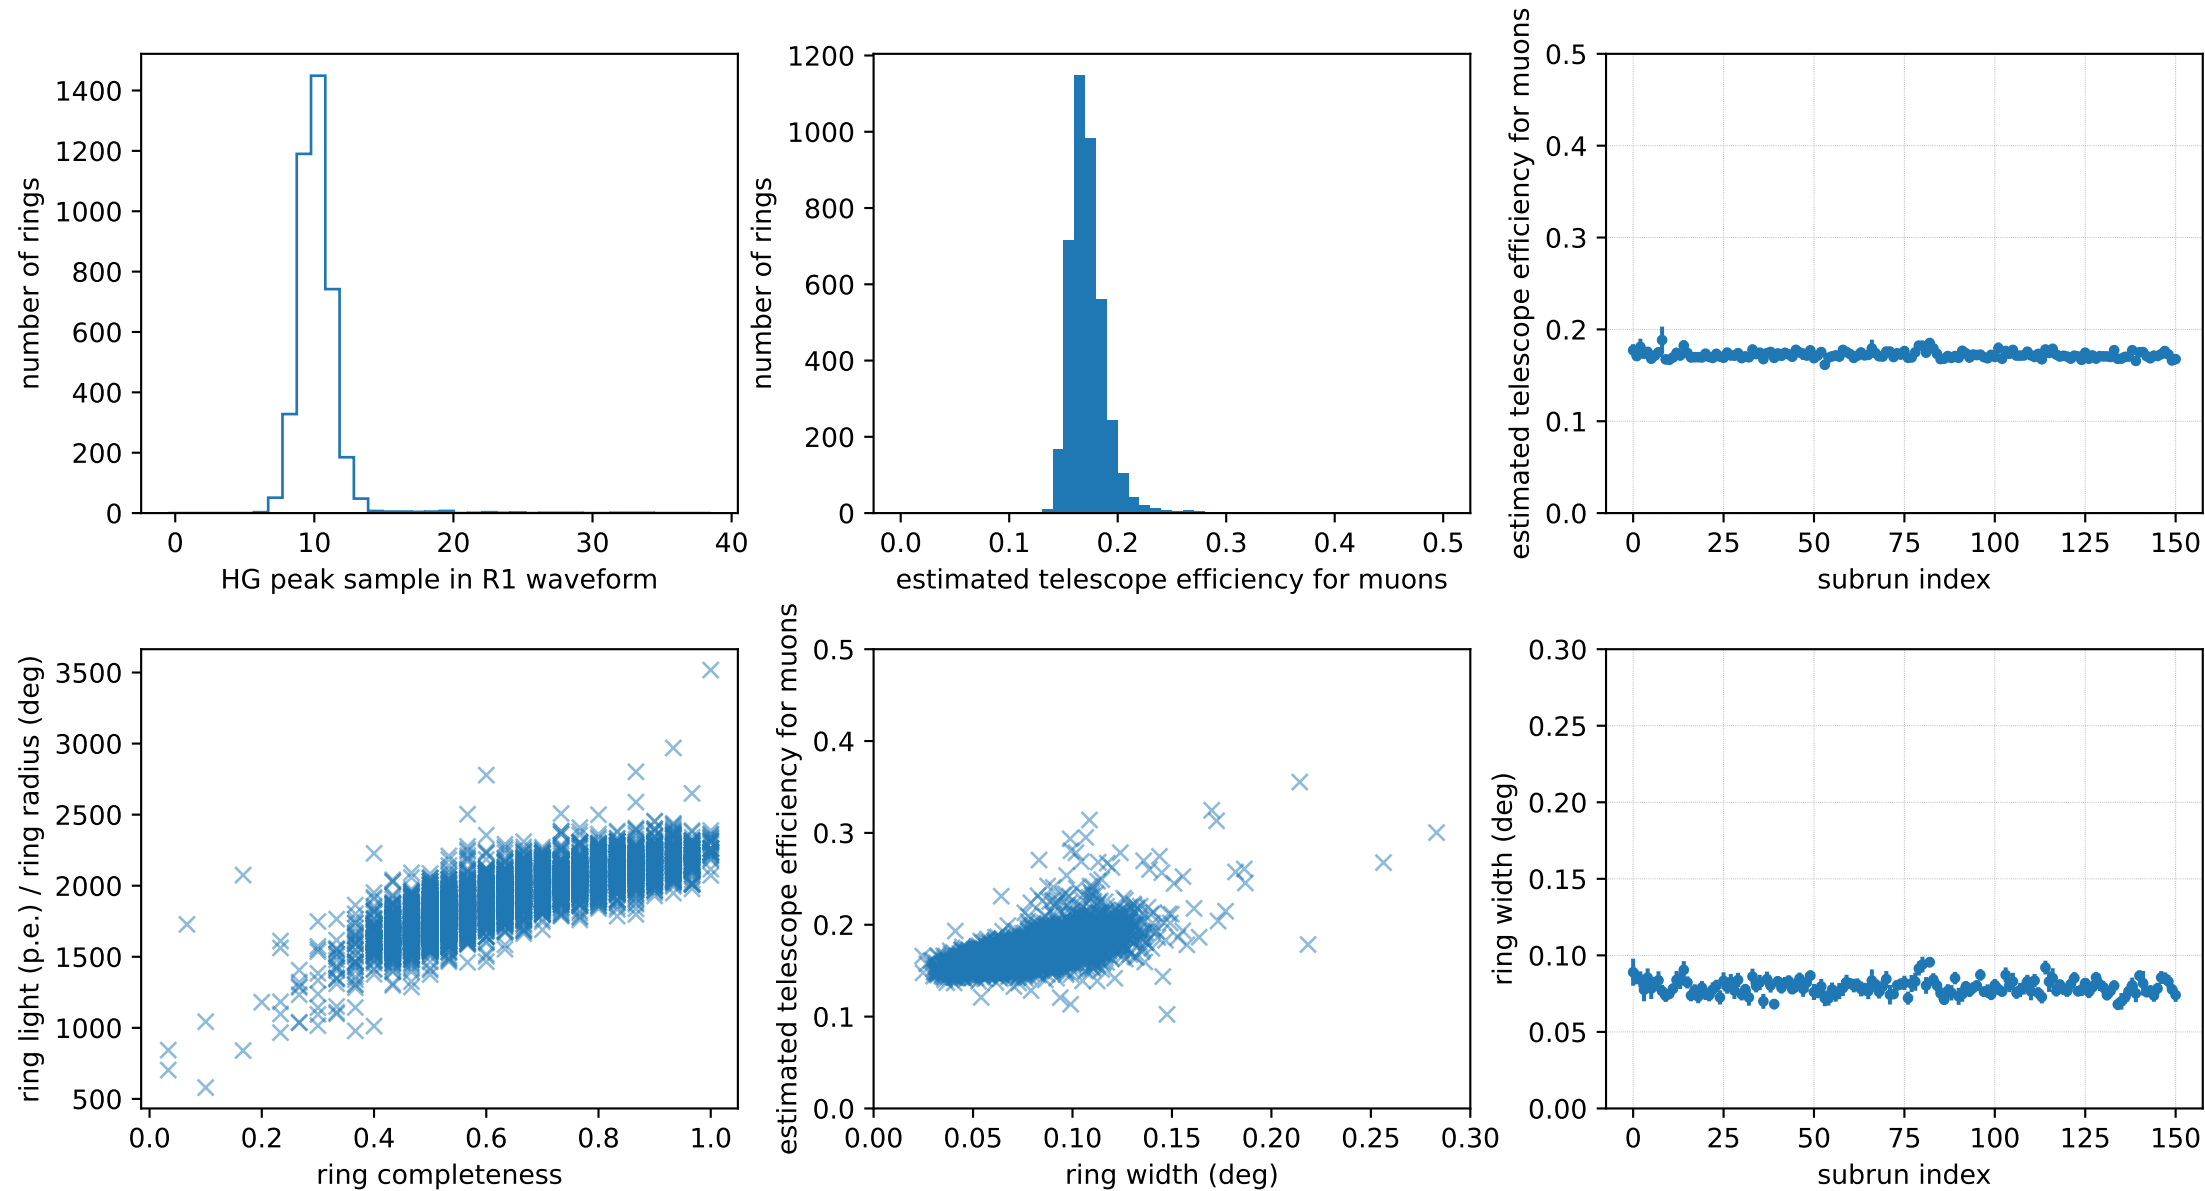 number of rings
1400
1200
1000
800
600
400
200
0
0 10 20 30 40
HG peak sample in R1 waveform
number of rings
1200
1000
800
600
400
200
0
0.0 0.1 0.2 0.3 0.4 0.5
estimated telescope efficiency for muons
estimated telescope efficiency for muons
0.5
0.4
0.3
0.2
0.1
0.0
0 25 50 75 100 125 150
subrun index
ring light (p.e.) / ring radius (deg)
3500
3000
2500
2000
1500
1000
500
0.0 0.2 0.4 0.6 0.8 1.0
ring completeness
estimated telescope efficiency for muons
0.5
0.4
0.3
0.2
0.1
0.0
0.00 0.05 0.10 0.15 0.20 0.25 0.30
ring width (deg)
ring width (deg)
0.30
0.25
0.20
0.15
0.10
0.05
0.00
0 25 50 75 100 125 150
subrun index